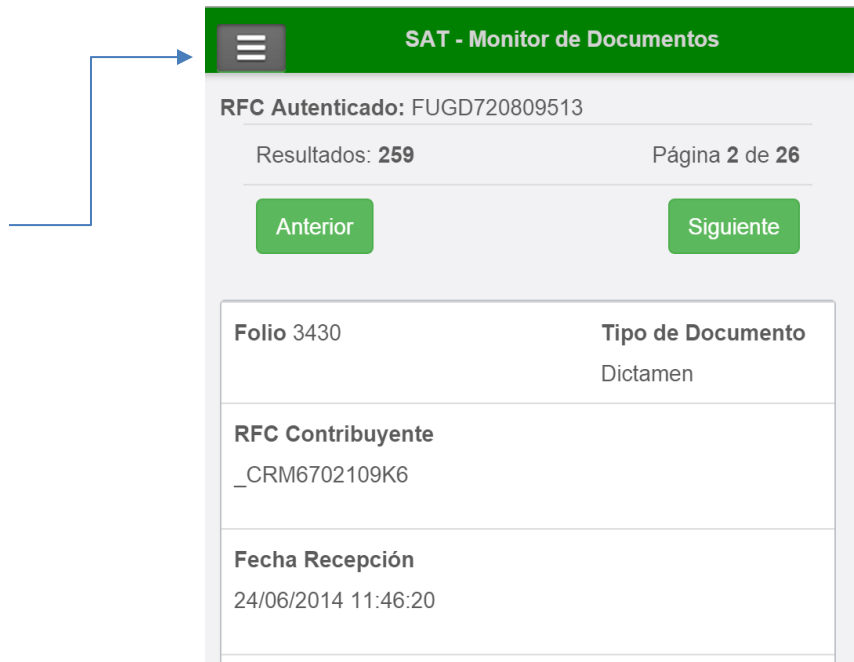 SAT - Monitor de Documentos
RFC Autenticado: FUGD720809513
Resultados: 259 Página 2 de 26
Anterior Siguiente
Folio 3430 Tipo de Documento
Dictamen
RFC Contribuyente
_CRM6702109K6
Fecha Recepción
24/06/2014 11:46:20